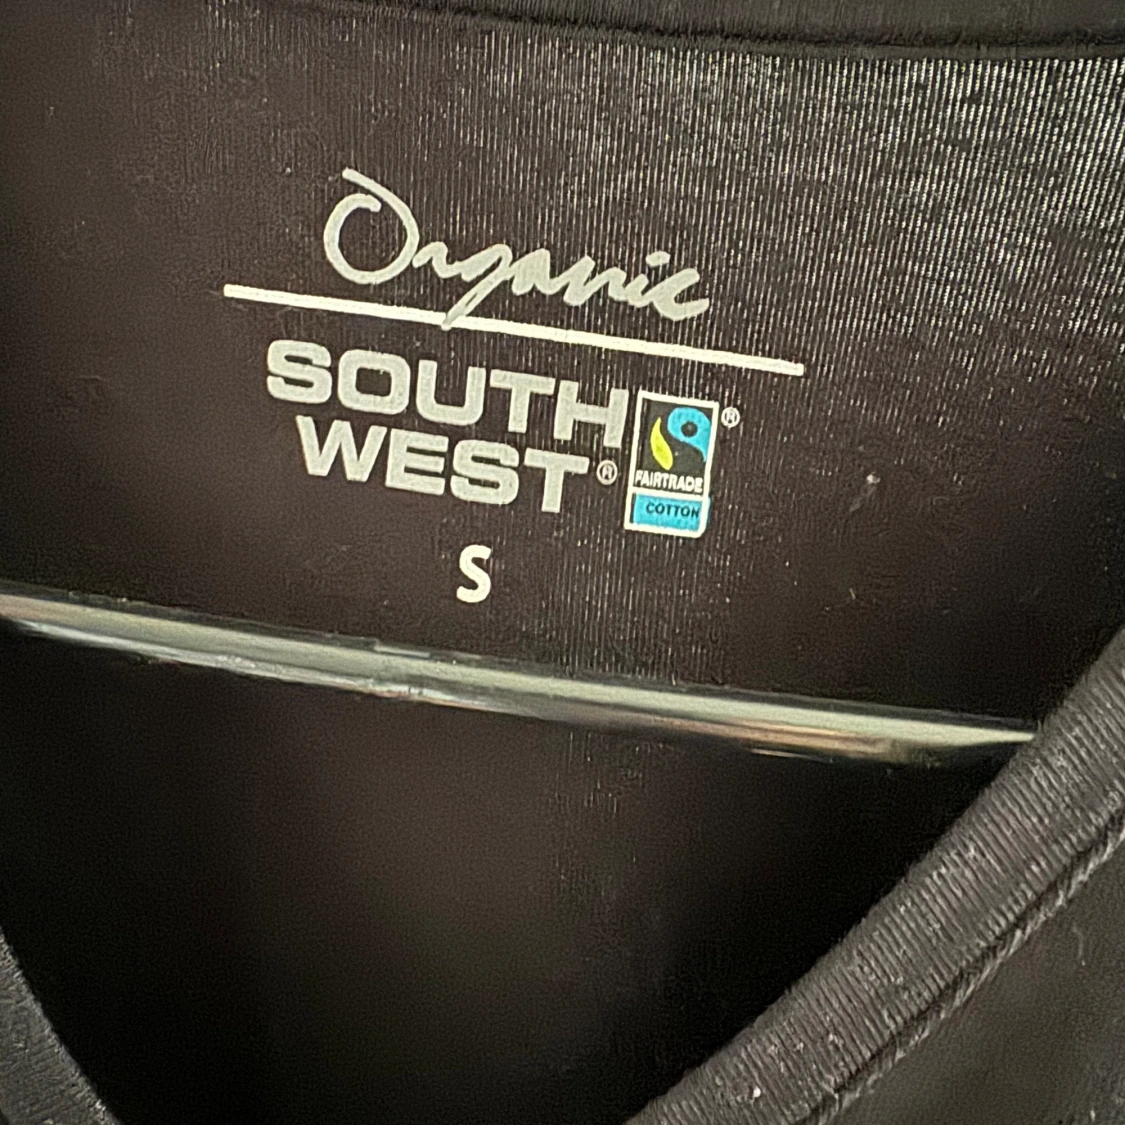 Organic
SOUTH
WEST®
®
FAIRTRADE
COTTON
S